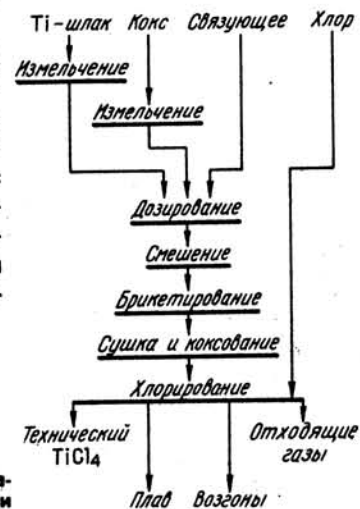 Ti-шлак Кокс Связующее Хлор
Измельчение
Измельчение
Дозирование
Смешение
Брикетирование
Сушка и коксование
Хлорирование
Технический
TiCl4
Отходящие
газы
Плав Возгоны